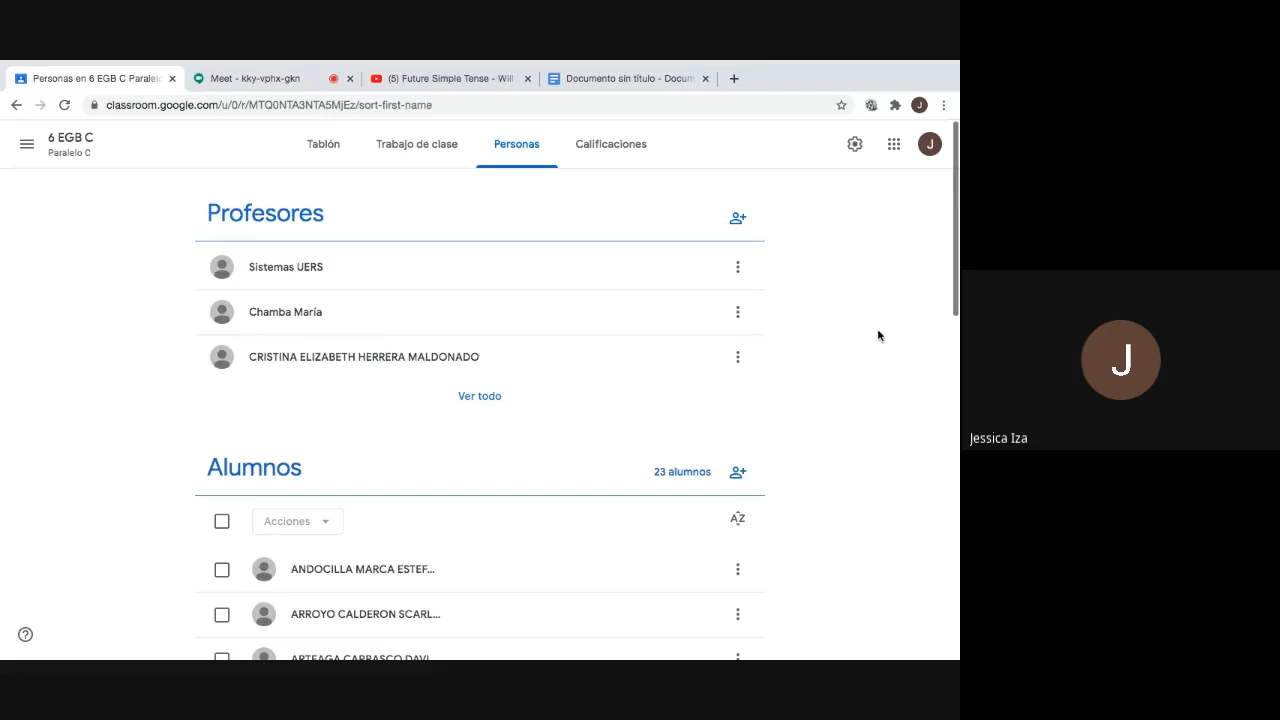 Personas en 6 EGB C Paralelo
Meet - kky-vphx-gkn
(5) Future Simple Tense - Will
Documento sin título - Docum
classroom.google.com/u/0/r/MTQ0NTA3NTA5MjEz/sort-first-name
J
6 EGB C
Paralelo C
Tablón
Trabajo de clase
Personas
Calificaciones
J
Profesores
Sistemas UERS
Chamba María
CRISTINA ELIZABETH HERRERA MALDONADO
Ver todo
Alumnos
23 alumnos
Acciones
AZ
ANDOCILLA MARCA ESTEF...
ARROYO CALDERON SCARL...
ARTEAGA CARRASCO DAVI...
J
Jessica Iza